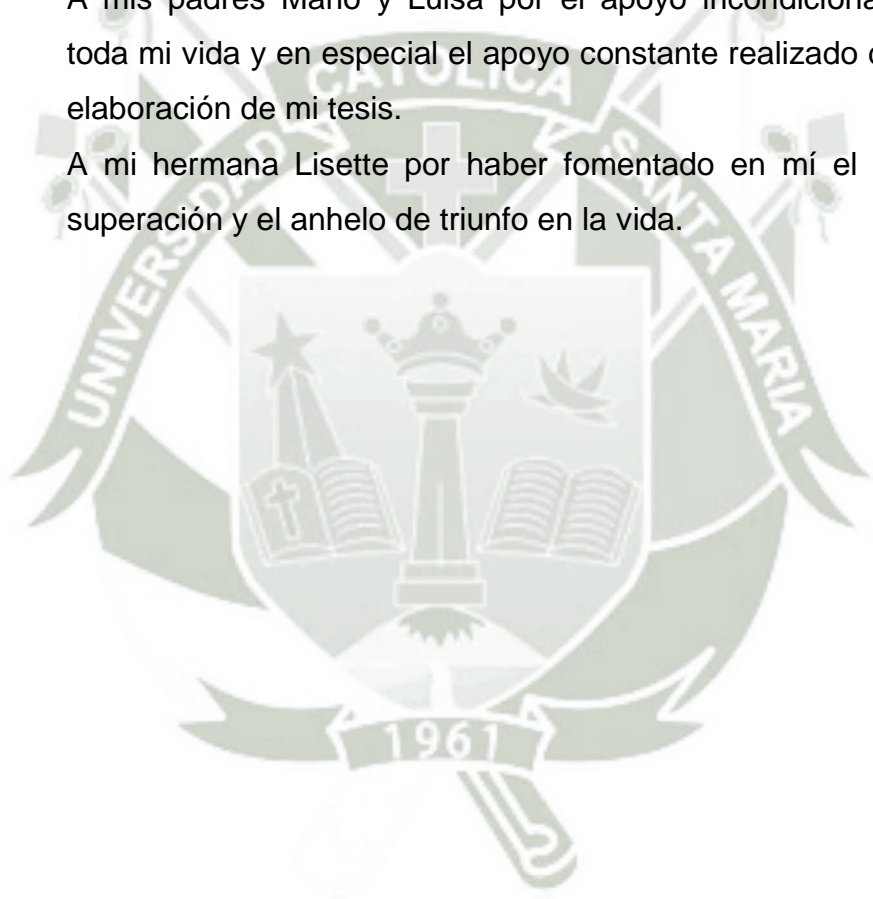 A mis padres Mario y Luisa por el apoyo incondiciona
toda mi vida y en especial el apoyo constante realizado
elaboración de mi tesis.
A mi hermana Lisette por haber fomentado en mí el
superación y el anhelo de triunfo en la vida.
UNIVERSIDAD CATOLICA SANTA MARIA
1961